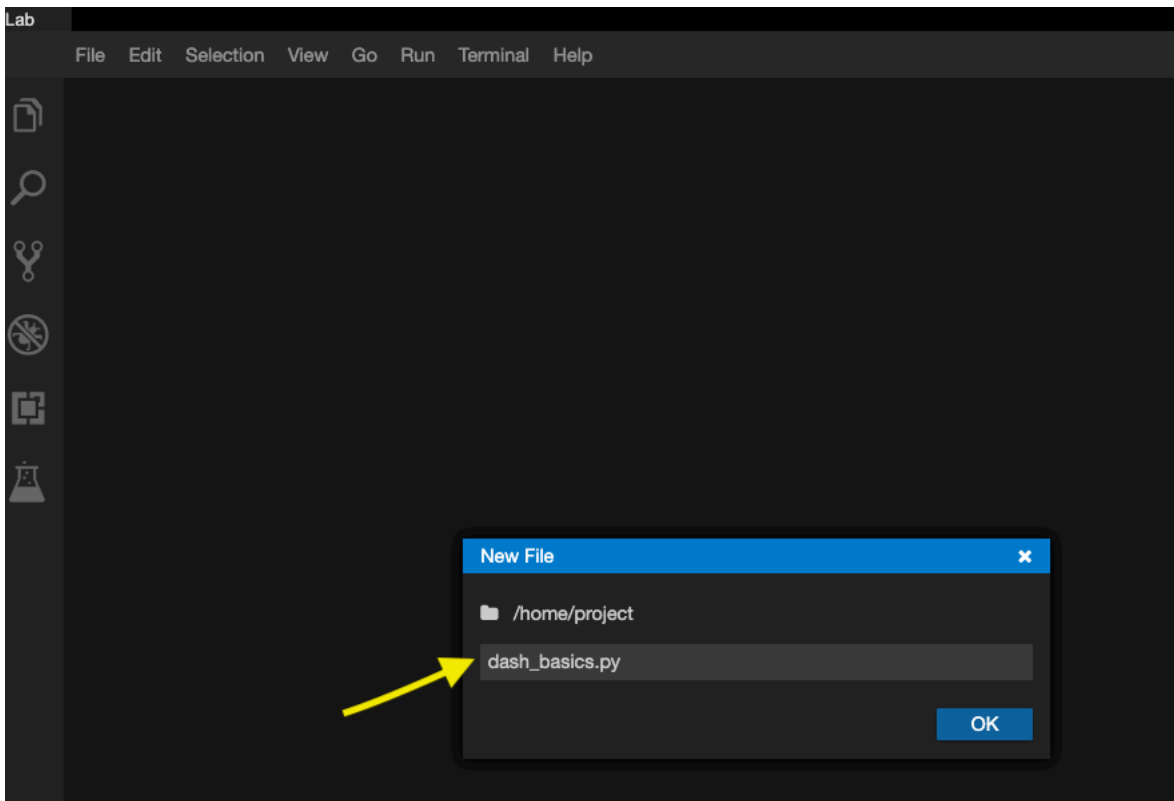 Lab
File Edit Selection View Go Run Terminal Help
New File
/home/project
dash_basics.py
OK